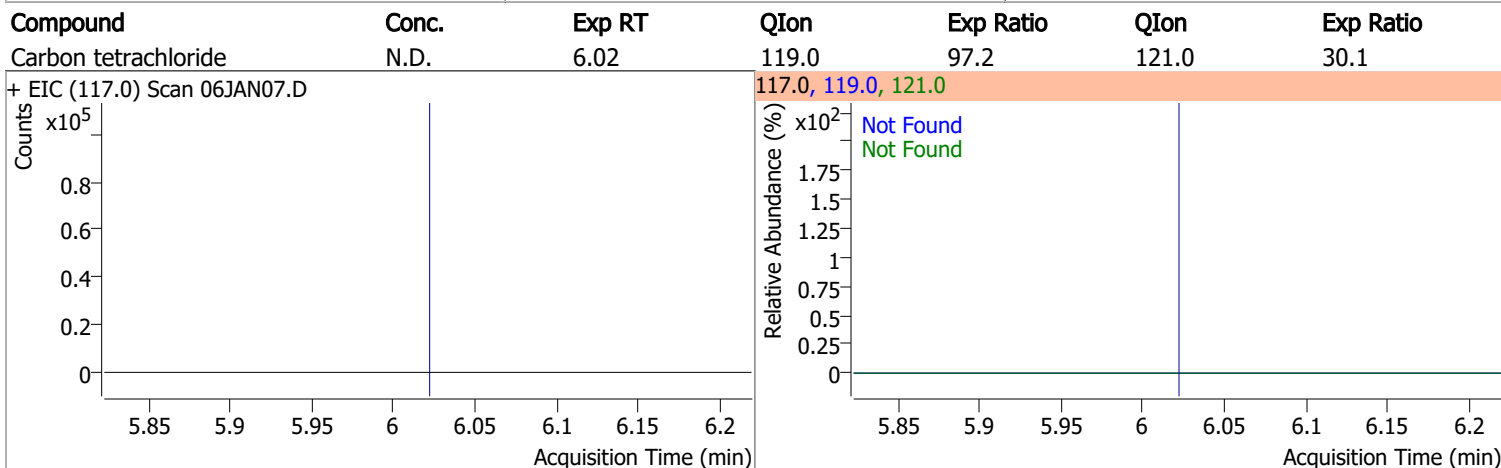 Compound Conc. Exp RT QIon Exp Ratio QIon Exp Ratio
Carbon tetrachloride N.D. 6.02 119.0 97.2 121.0 30.1
+ EIC (117.0) Scan 06JAN07.D
Counts
x10⁵
0.8
0.6
0.4
0.2
0
5.85 5.9 5.95 6 6.05 6.1 6.15 6.2
Acquisition Time (min)
117.0, 119.0, 121.0
Relative Abundance (%)
x10²
Not Found
Not Found
1.75
1.5
1.25
1
0.75
0.5
0.25
0
5.85 5.9 5.95 6 6.05 6.1 6.15 6.2
Acquisition Time (min)